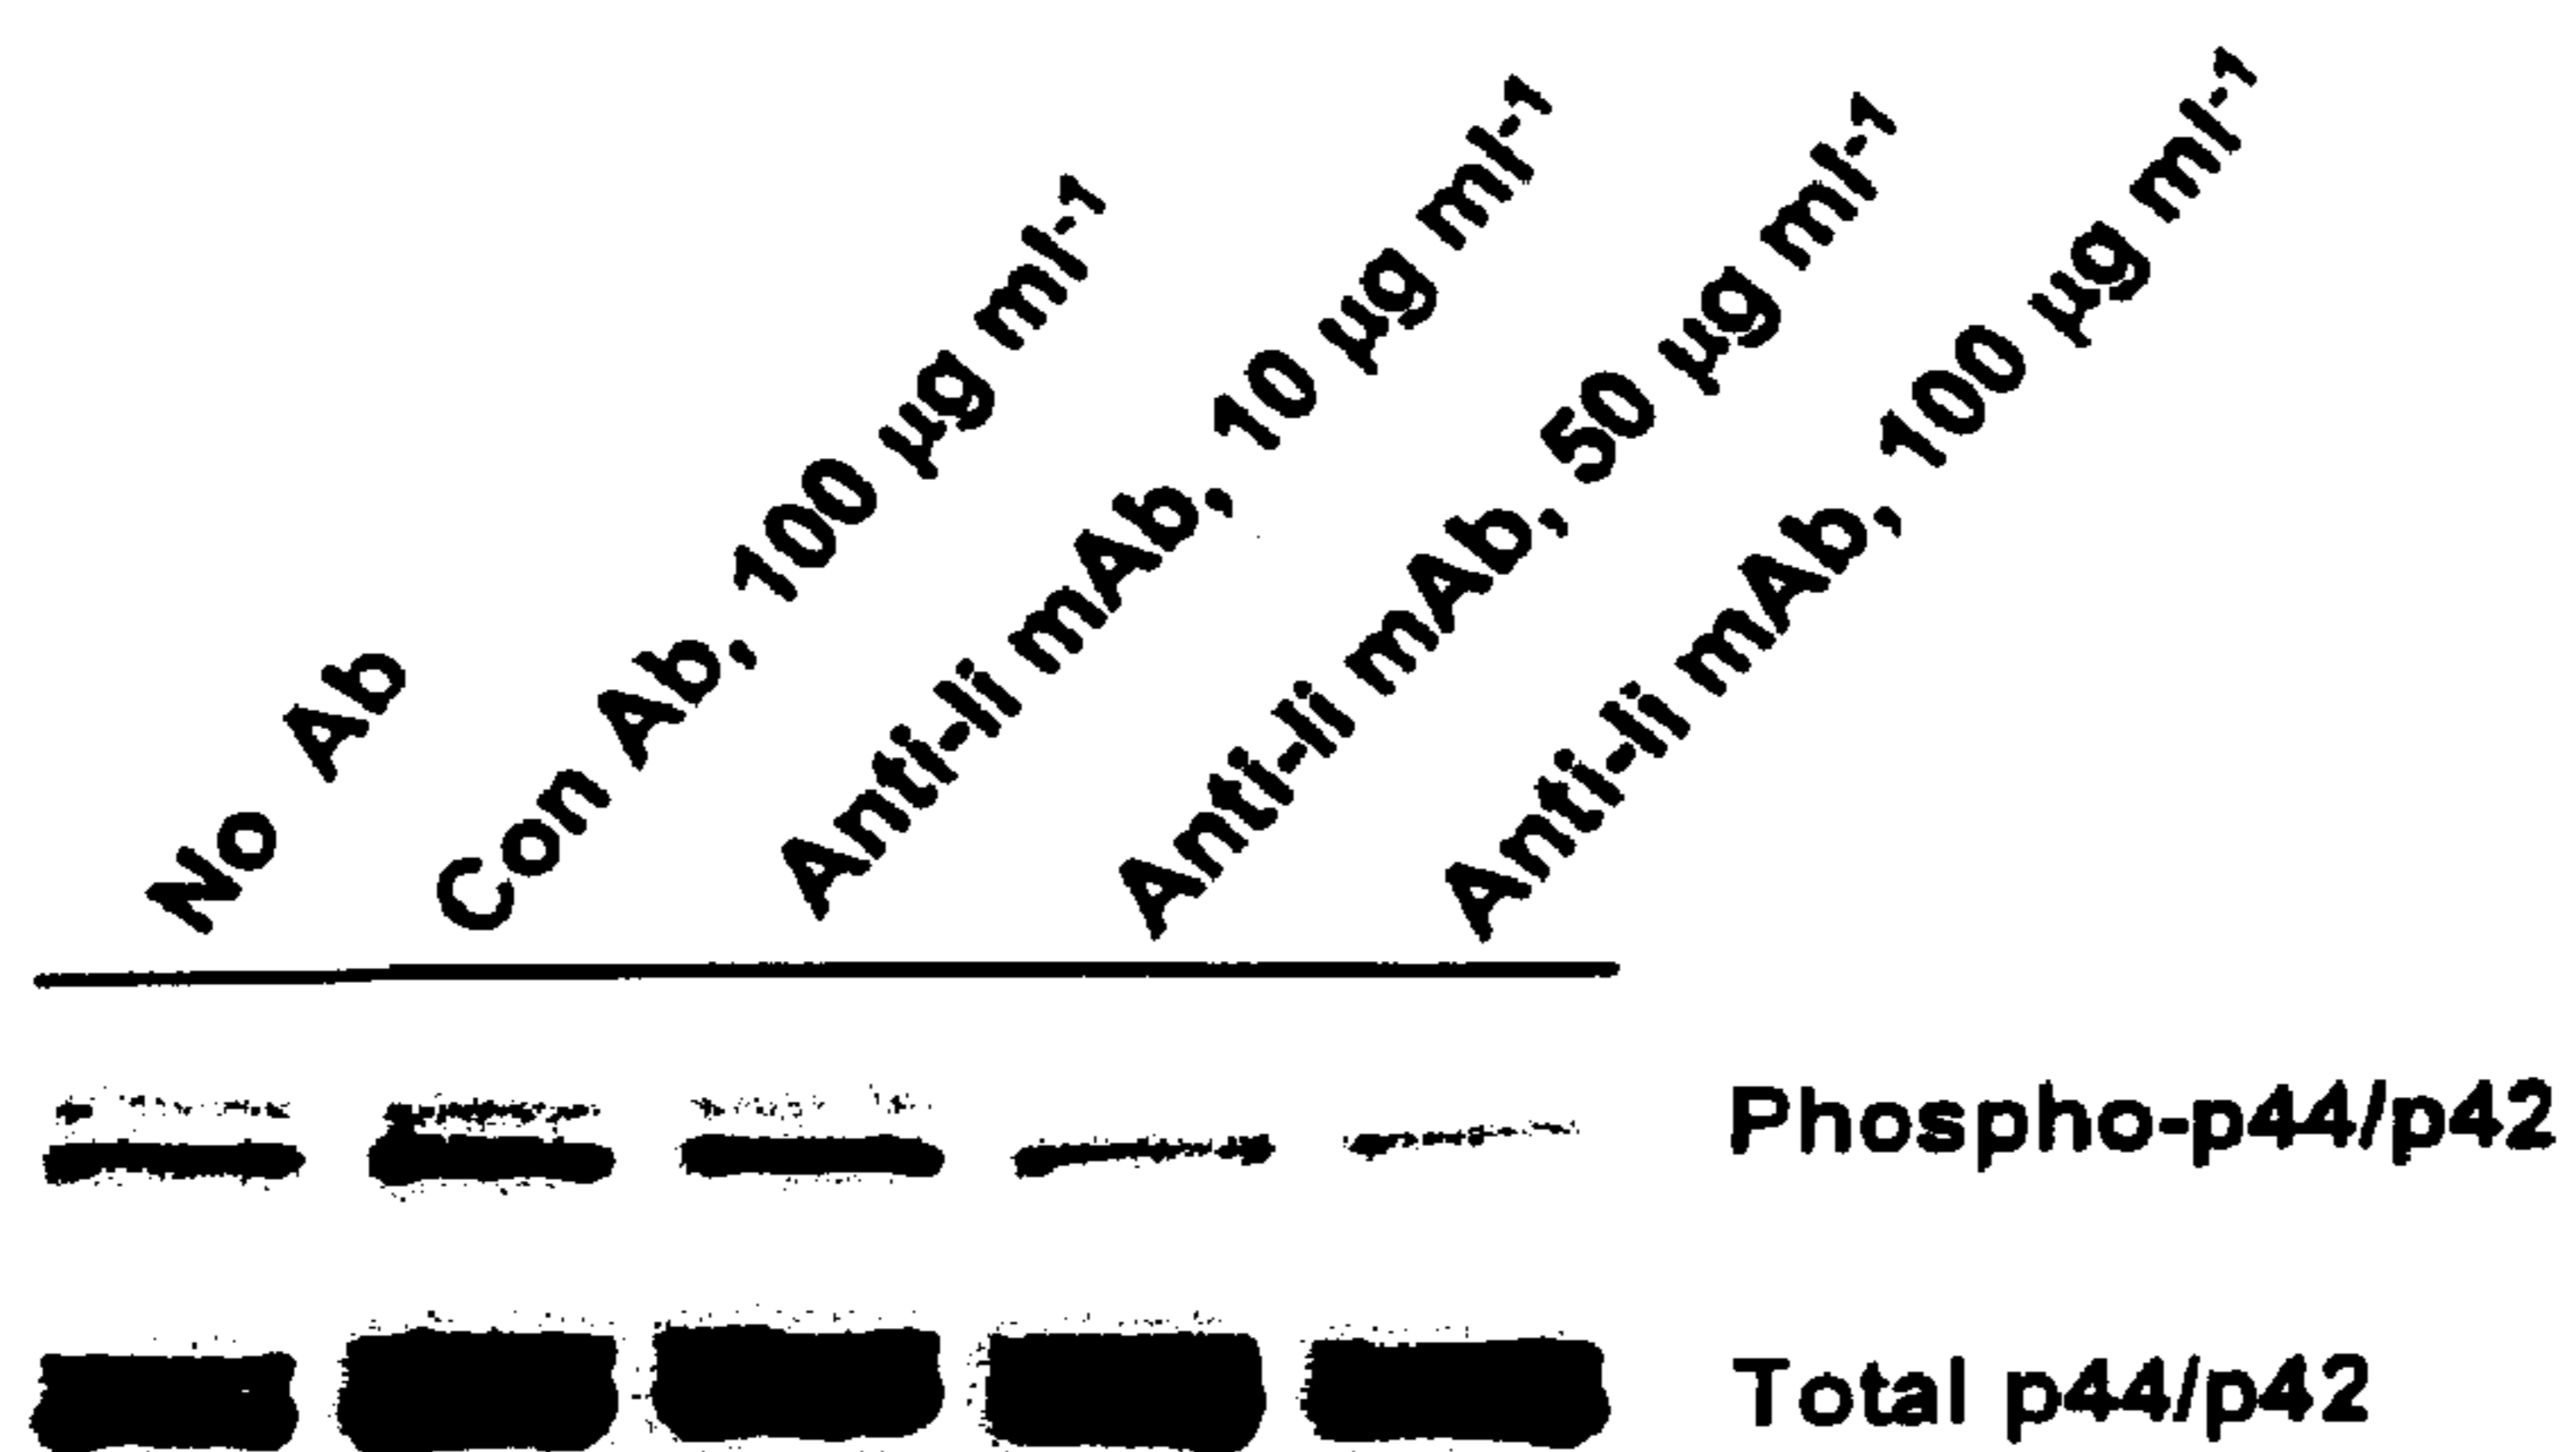 No Ab
Con Ab, 100 µg ml-1
Anti-Ii mAb, 10 µg ml-1
Anti-Ii mAb, 50 µg ml-1
Anti-Ii mAb, 100 µg ml-1
Phospho-p44/p42
Total p44/p42